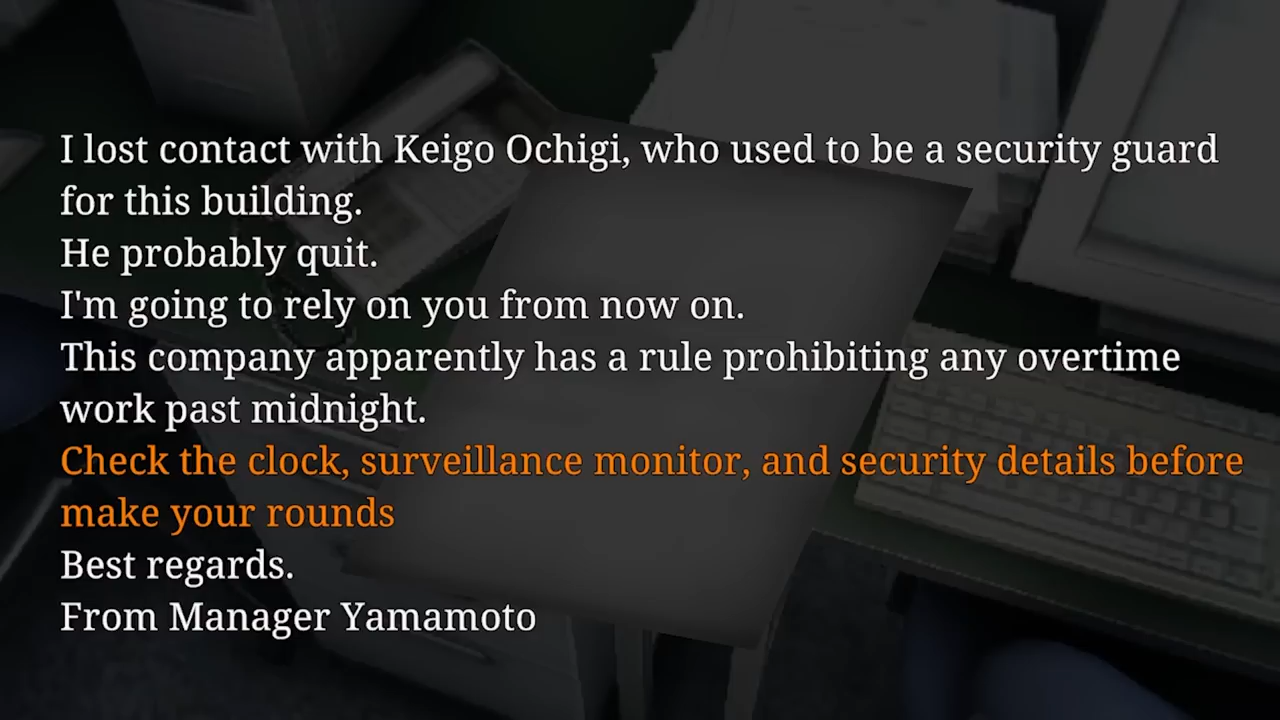 I lost contact with Keigo Ochigi, who used to be a security guard
for this building.
He probably quit.
I'm going to rely on you from now on.
This company apparently has a rule prohibiting any overtime
work past midnight.
Check the clock, surveillance monitor, and security details before
make your rounds
Best regards.
From Manager Yamamoto